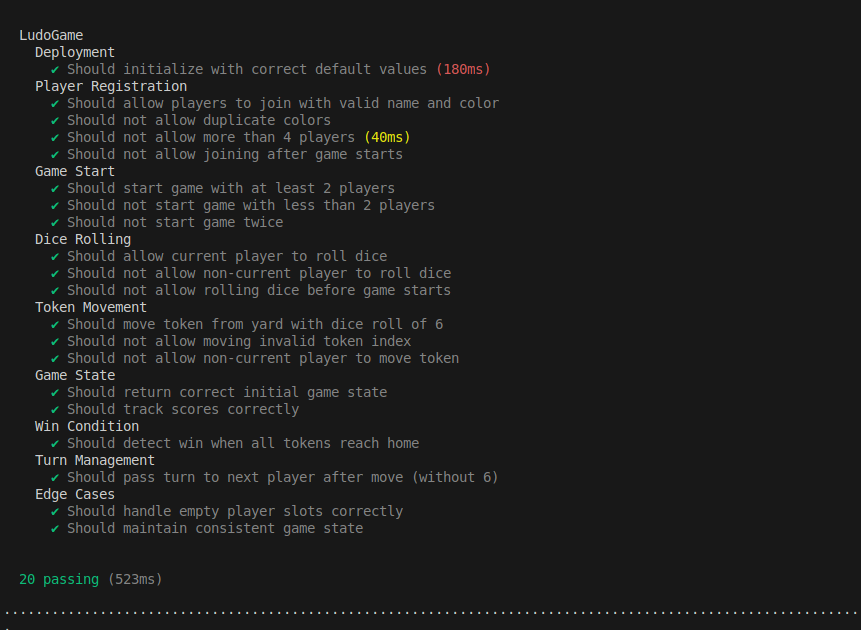 LudoGame
Deployment
✔ Should initialize with correct default values (180ms)
Player Registration
✔ Should allow players to join with valid name and color
✔ Should not allow duplicate colors
✔ Should not allow more than 4 players (40ms)
✔ Should not allow joining after game starts
Game Start
✔ Should start game with at least 2 players
✔ Should not start game with less than 2 players
✔ Should not start game twice
Dice Rolling
✔ Should allow current player to roll dice
✔ Should not allow non-current player to roll dice
✔ Should not allow rolling dice before game starts
Token Movement
✔ Should move token from yard with dice roll of 6
✔ Should not allow moving invalid token index
✔ Should not allow non-current player to move token
Game State
✔ Should return correct initial game state
✔ Should track scores correctly
Win Condition
✔ Should detect win when all tokens reach home
Turn Management
✔ Should pass turn to next player after move (without 6)
Edge Cases
✔ Should handle empty player slots correctly
✔ Should maintain consistent game state
20 passing (523ms)